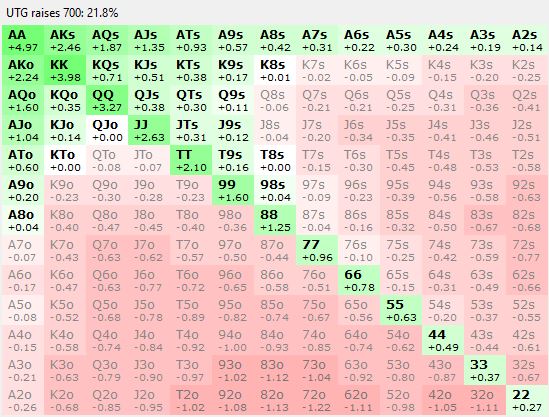 UTG raises 700: 21.8%
AA AKs AQs AJs ATs A9s A8s A7s A6s A5s A4s A3s A2s
+4.97 +2.46 +1.87 +1.35 +0.93 +0.57 +0.42 +0.31 +0.22 +0.30 +0.24 +0.19 +0.14
AKo KK KQs KJs KTs K9s K8s K7s K6s K5s K4s K3s K2s
+2.24 +3.98 +0.71 +0.51 +0.38 +0.17 +0.01 -0.02 -0.05 -0.09 -0.15 -0.20 -0.25
AQo KQo QQ QJs QTs Q9s Q8s Q7s Q6s Q5s Q4s Q3s Q2s
+1.60 +0.35 +3.27 +0.38 +0.30 +0.11 -0.06 -0.21 -0.21 -0.25 -0.31 -0.36 -0.41
AJo KJo QJo JJ JTs J9s J8s J7s J6s J5s J4s J3s J2s
+1.04 +0.14 +0.00 +2.63 +0.31 +0.12 -0.04 -0.20 -0.34 -0.35 -0.41 -0.46 -0.51
ATo KTo QTo JTo TT T9s T8s T7s T6s T5s T4s T3s T2s
+0.60 +0.00 -0.08 -0.07 +2.10 +0.16 +0.00 -0.15 -0.30 -0.45 -0.48 -0.53 -0.58
A9o K9o Q9o J9o T9o 99 98s 97s 96s 95s 94s 93s 92s
+0.20 -0.23 -0.30 -0.28 -0.23 +1.60 +0.04 -0.09 -0.23 -0.39 -0.56 -0.58 -0.63
A8o K8o Q8o J8o T8o 98o 88 87s 86s 85s 84s 83s 82s
+0.04 -0.40 -0.47 -0.45 -0.40 -0.36 +1.25 -0.04 -0.16 -0.32 -0.50 -0.67 -0.68
A7o K7o Q7o J7o T7o 97o 87o 77 76s 75s 74s 73s 72s
-0.07 -0.43 -0.63 -0.62 -0.57 -0.50 -0.44 +0.96 -0.10 -0.25 -0.42 -0.59 -0.77
A6o K6o Q6o J6o T6o 96o 86o 76o 66 65s 64s 63s 62s
-0.17 -0.47 -0.63 -0.77 -0.72 -0.65 -0.58 -0.51 +0.78 -0.15 -0.31 -0.49 -0.66
A5o K5o Q5o J5o T5o 95o 85o 75o 65o 55 54s 53s 52s
-0.08 -0.52 -0.68 -0.78 -0.89 -0.82 -0.74 -0.67 -0.56 +0.63 -0.20 -0.37 -0.55
A4o K4o Q4o J4o T4o 94o 84o 74o 64o 54o 44 43s 42s
-0.15 -0.58 -0.74 -0.84 -0.92 -1.00 -0.93 -0.85 -0.74 -0.62 +0.49 -0.44 -0.61
A3o K3o Q3o J3o T3o 93o 83o 73o 63o 53o 43o 33 32s
-0.21 -0.63 -0.79 -0.90 -0.97 -1.02 -1.12 -1.04 -0.93 -0.80 -0.87 +0.37 -0.67
A2o K2o Q2o J2o T2o 92o 82o 72o 62o 52o 42o 32o 22
-0.26 -0.68 -0.85 -0.95 -1.02 -1.08 -1.13 -1.22 -1.11 -0.98 -1.05 -1.11 +0.27